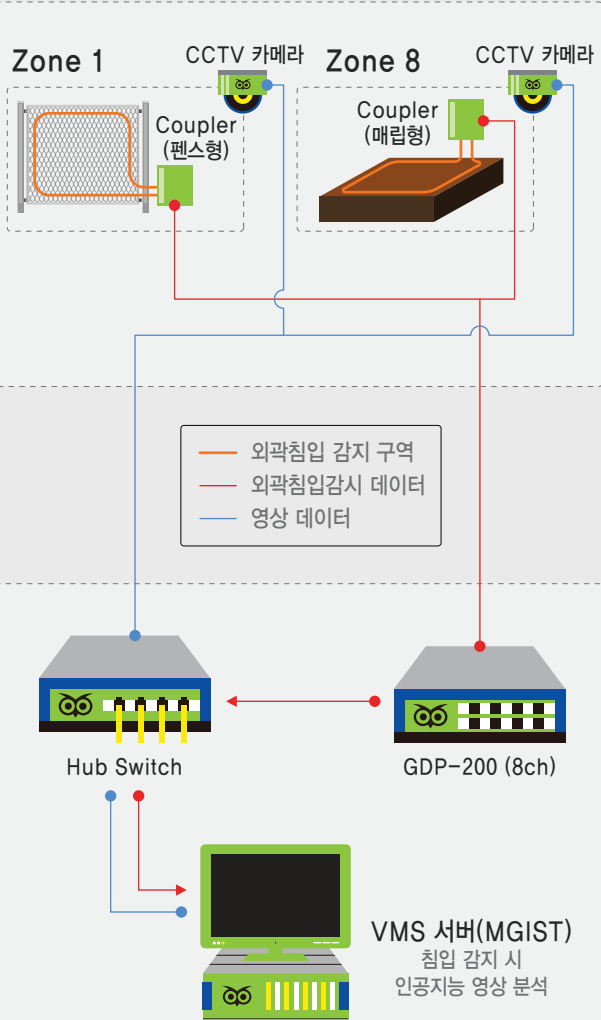 Zone 1
CCTV 카메라
Zone 8
CCTV 카메라
Coupler
(펜스형)
Coupler
(매립형)
외곽침입 감지 구역
외곽침입감시 데이터
영상 데이터
Hub Switch
GDP-200 (8ch)
VMS 서버(MGIST)
침입 감지 시
인공지능 영상 분석